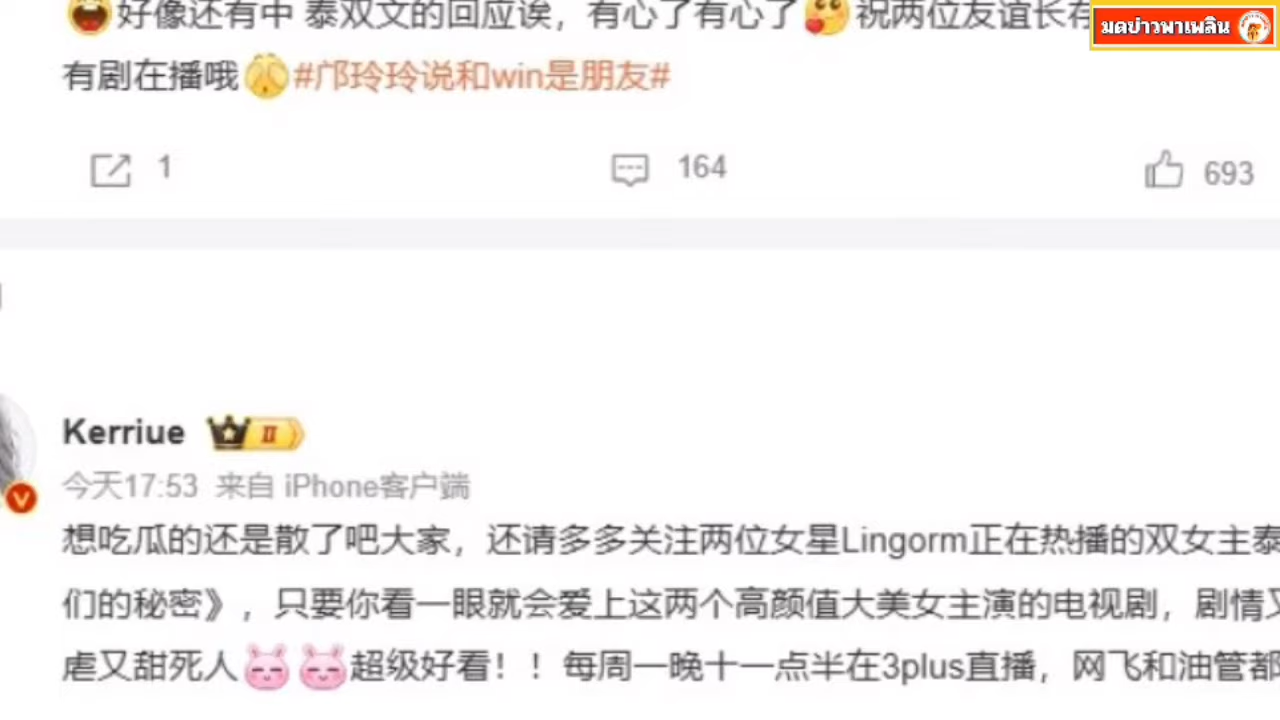 好像还有中 泰双文的回应诶，有心了有心了 祝两位友谊长存
มดข่าวพาเพลิน
有剧在播哦 #邝玲玲说和win是朋友#
1 164 693
Kerriue II
今天17:53 来自 iPhone客户端
想吃瓜的还是散了吧大家，还请多多关注两位女星Lingorm正在热播的双女主泰
们的秘密》，只要你看一眼就会爱上这两个高颜值大美女主演的电视剧，剧情又
虐又甜死人 超级好看！！每周一晚十一点半在3plus直播，网飞和油管都